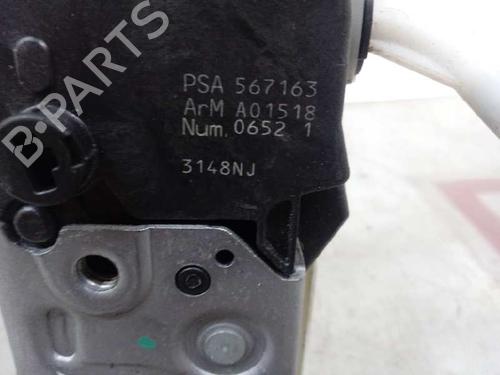 B-PARTS
PSA 567163
ArM A01518
Num. 0652 1
3148NJ